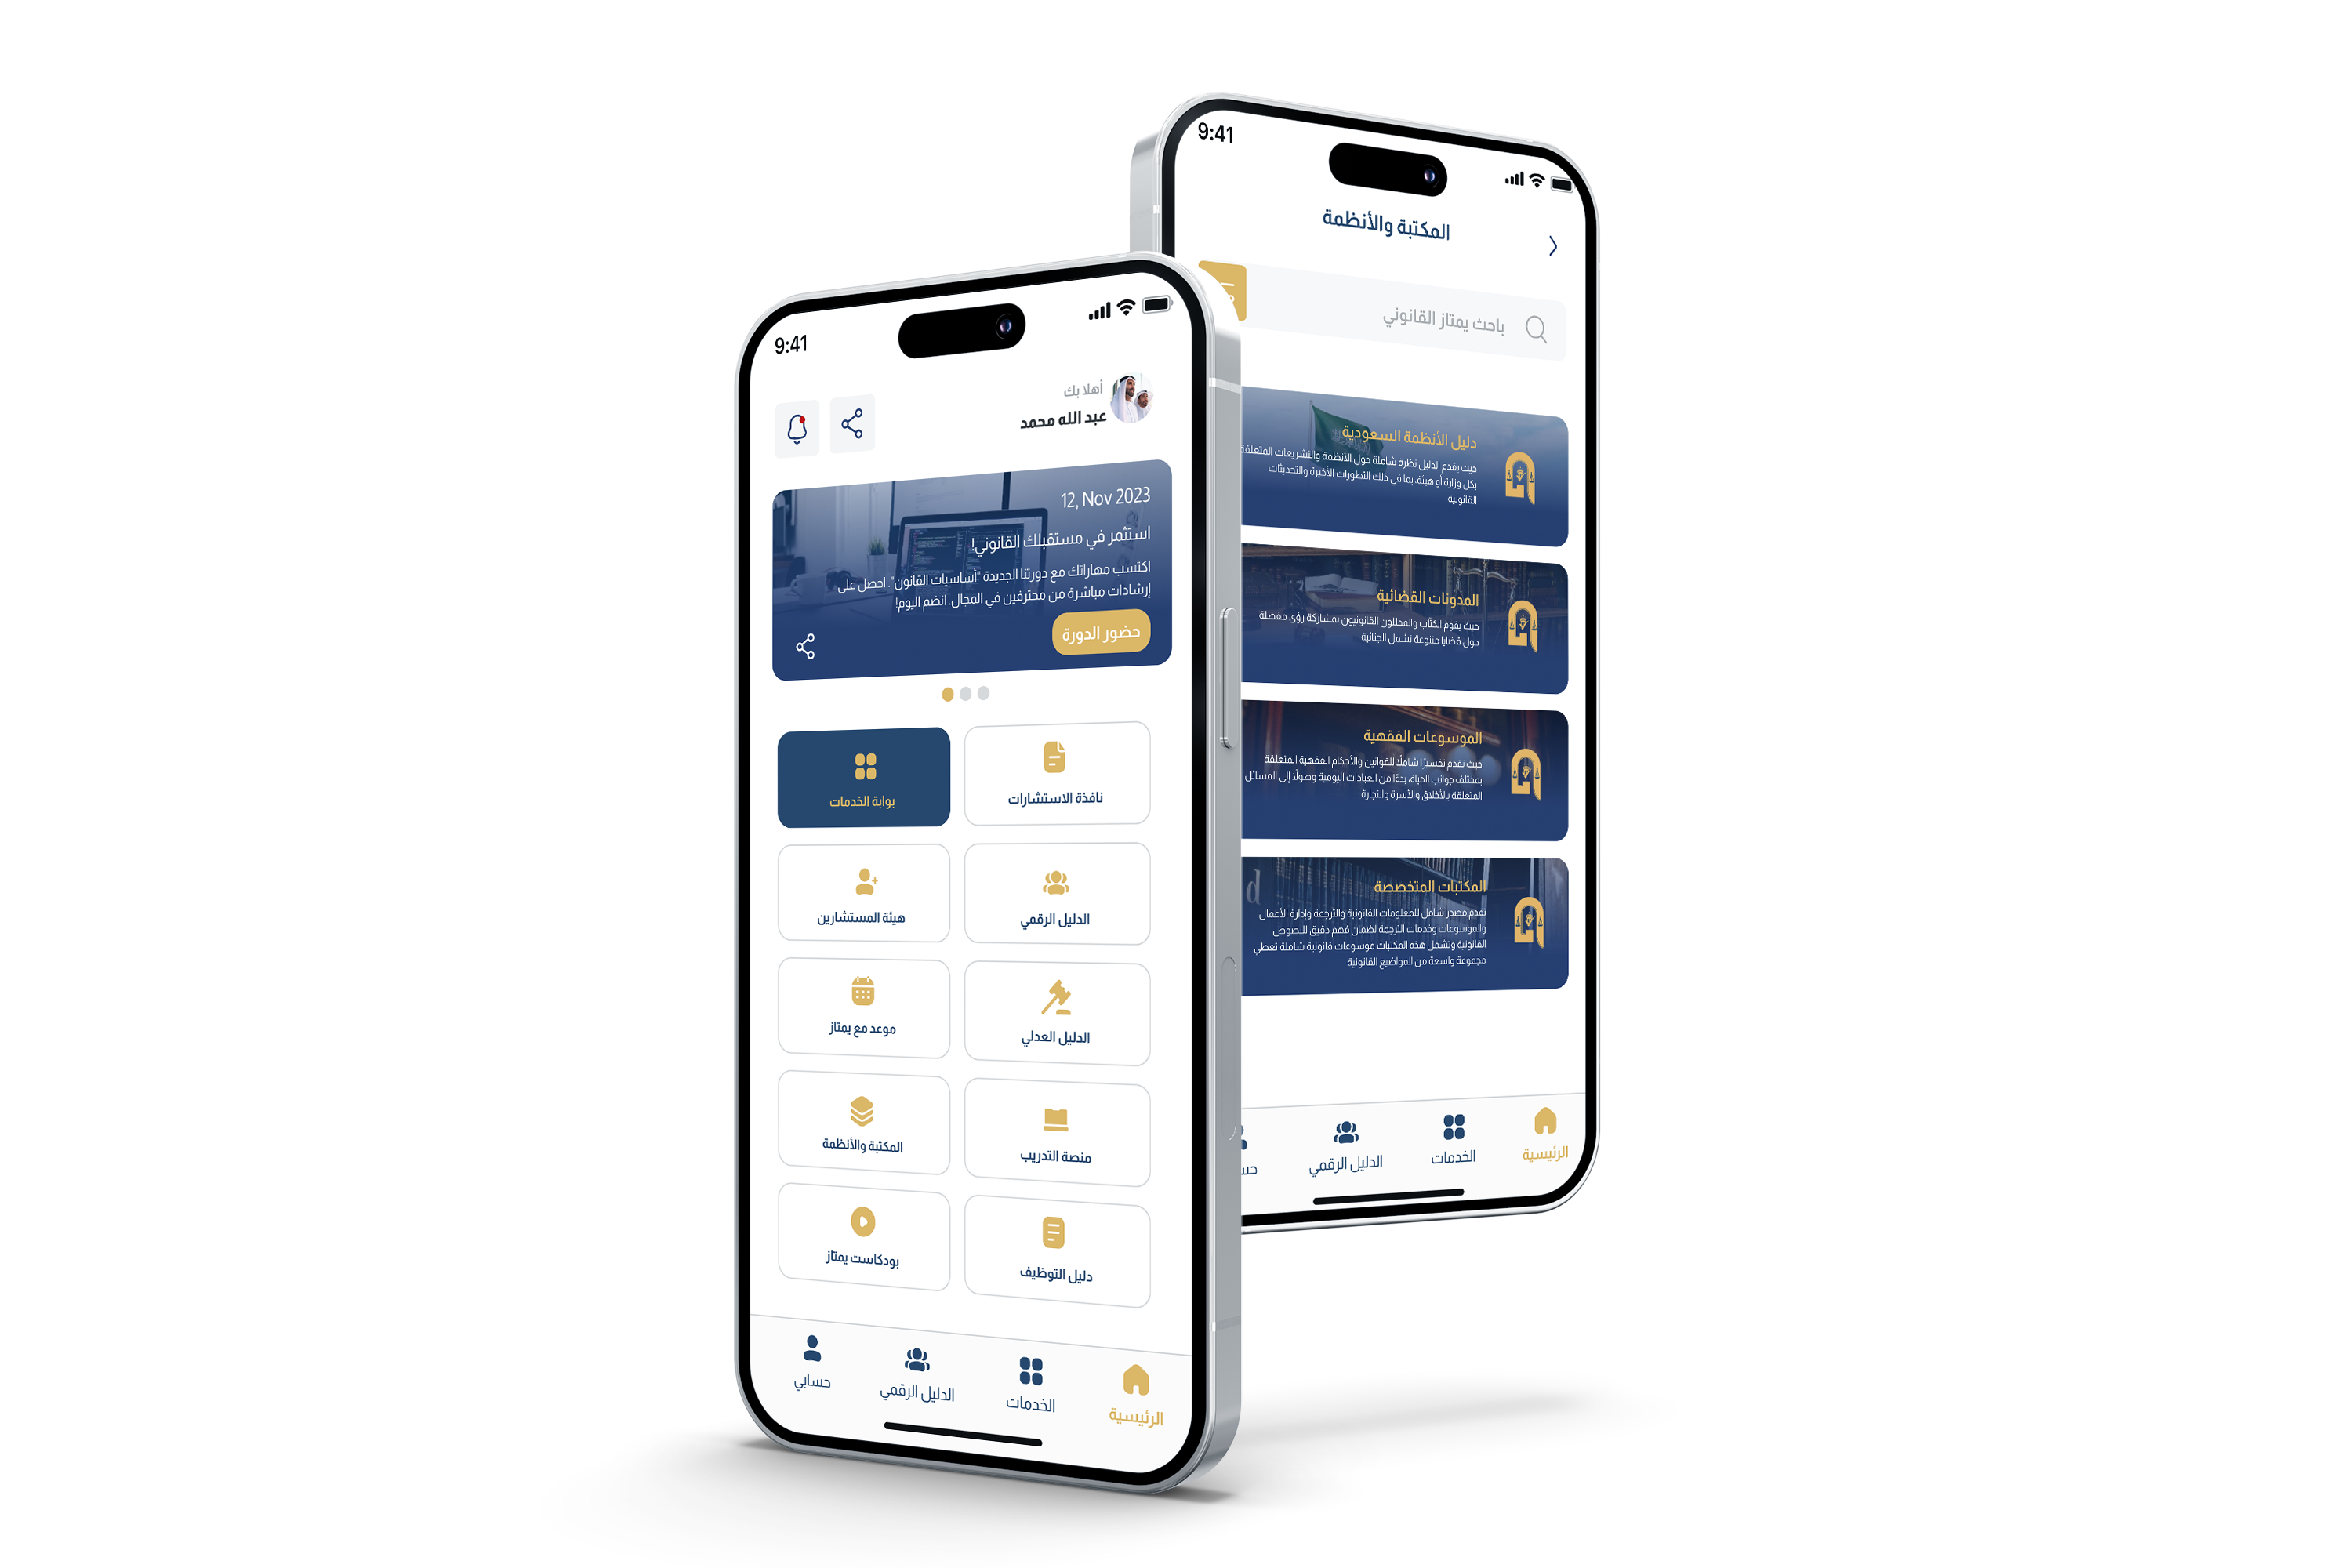 9:41
أهلا بك
عبد الله محمد
12, Nov 2023
استثمر في مستقبلك القانوني!
اكتسب مهاراتك مع دورتنا الجديدة "أساسيات القانون". احصل على
إرشادات مباشرة من محترفين في المجال. انضم اليوم!
حضور الدورة
نافذة الاستشارات
بوابة الخدمات
الدليل الرقمي
هيئة المستشارين
الدليل العدلي
موعد مع يمتاز
منصة التدريب
المكتبة والأنظمة
دليل التوظيف
بودكاست يمتاز
الرئيسية
الخدمات
الدليل الرقمي
حسابي
9:41
المكتبة والأنظمة
باحث يمتاز القانوني
دليل الأنظمة السعودية
حيث يقدم الدليل نظرة شاملة حول الأنظمة والتشريعات المتعلقة
بكل وزارة أو هيئة، بما في ذلك التطورات الأخيرة والتحديثات
القانونية
المدونات القضائية
حيث يقوم الكتّاب والمحللون القانونيون بمشاركة رؤى مفصلة
حول قضايا متنوعة تشمل الجنائية
الموسوعات الفقهية
حيث نقدم تفسيرًا شاملًا للقوانين والأحكام الفقهية المتعلقة
بمختلف جوانب الحياة، بدءًا من العبادات اليومية وصولًا إلى المسائل
المتعلقة بالأخلاق والأسرة والتجارة
المكتبات المتخصصة
تقدم مصدر شامل للمعلومات القانونية والترجمة وإدارة الأعمال
والموسوعات وخدمات الترجمة لضمان فهم دقيق للنصوص
القانونية وتشمل هذه المكتبات موسوعات قانونية شاملة تغطي
مجموعة واسعة من المواضيع القانونية
الرئيسية
الخدمات
الدليل الرقمي